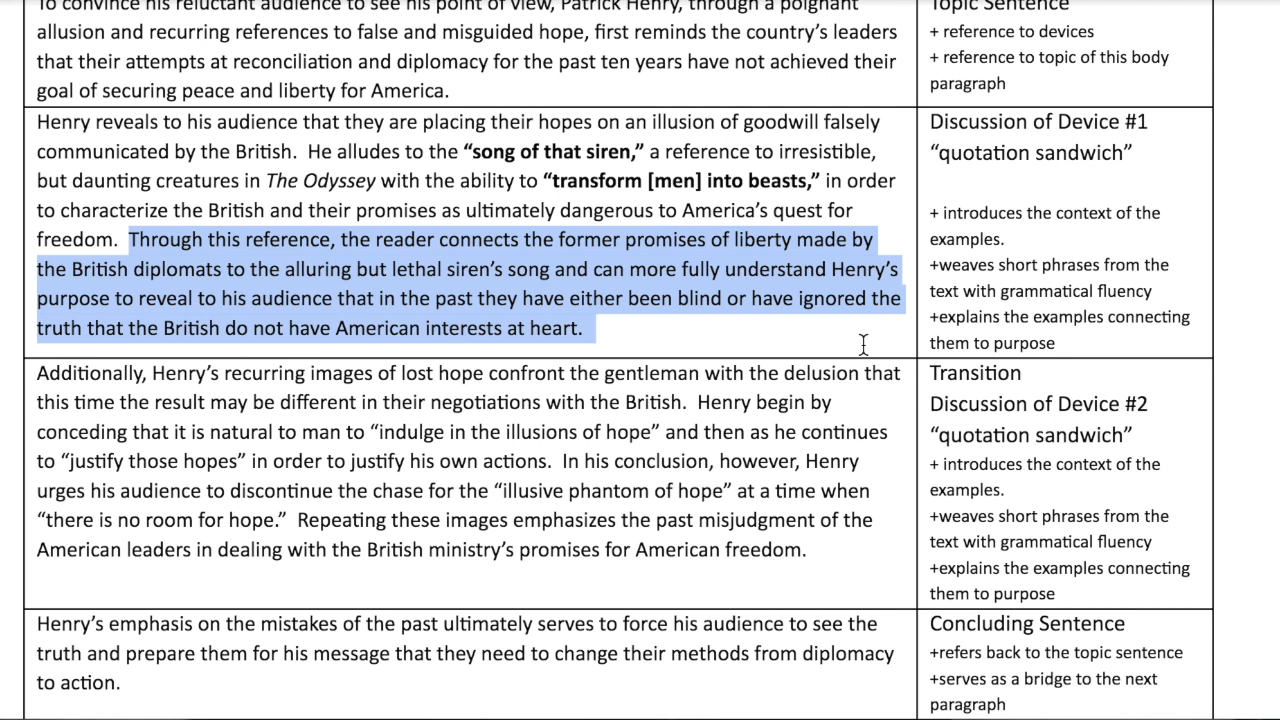 To convince his reluctant audience to see his point of view, Patrick Henry, through a poignant
allusion and recurring references to false and misguided hope, first reminds the country’s leaders
that their attempts at reconciliation and diplomacy for the past ten years have not achieved their
goal of securing peace and liberty for America.
Topic Sentence
+ reference to devices
+ reference to topic of this body
paragraph
Henry reveals to his audience that they are placing their hopes on an illusion of goodwill falsely
communicated by the British. He alludes to the “song of that siren,” a reference to irresistible,
but daunting creatures in The Odyssey with the ability to “transform [men] into beasts,” in order
to characterize the British and their promises as ultimately dangerous to America’s quest for
freedom. Through this reference, the reader connects the former promises of liberty made by
the British diplomats to the alluring but lethal siren’s song and can more fully understand Henry’s
purpose to reveal to his audience that in the past they have either been blind or have ignored the
truth that the British do not have American interests at heart.
Discussion of Device #1
“quotation sandwich”
+ introduces the context of the
examples.
+weaves short phrases from the
text with grammatical fluency
+explains the examples connecting
them to purpose
Additionally, Henry’s recurring images of lost hope confront the gentleman with the delusion that
this time the result may be different in their negotiations with the British. Henry begin by
conceding that it is natural to man to “indulge in the illusions of hope” and then as he continues
to “justify those hopes” in order to justify his own actions. In his conclusion, however, Henry
urges his audience to discontinue the chase for the “illusive phantom of hope” at a time when
“there is no room for hope.” Repeating these images emphasizes the past misjudgment of the
American leaders in dealing with the British ministry’s promises for American freedom.
Transition
Discussion of Device #2
“quotation sandwich”
+ introduces the context of the
examples.
+weaves short phrases from the
text with grammatical fluency
+explains the examples connecting
them to purpose
Henry’s emphasis on the mistakes of the past ultimately serves to force his audience to see the
truth and prepare them for his message that they need to change their methods from diplomacy
to action.
Concluding Sentence
+refers back to the topic sentence
+serves as a bridge to the next
paragraph